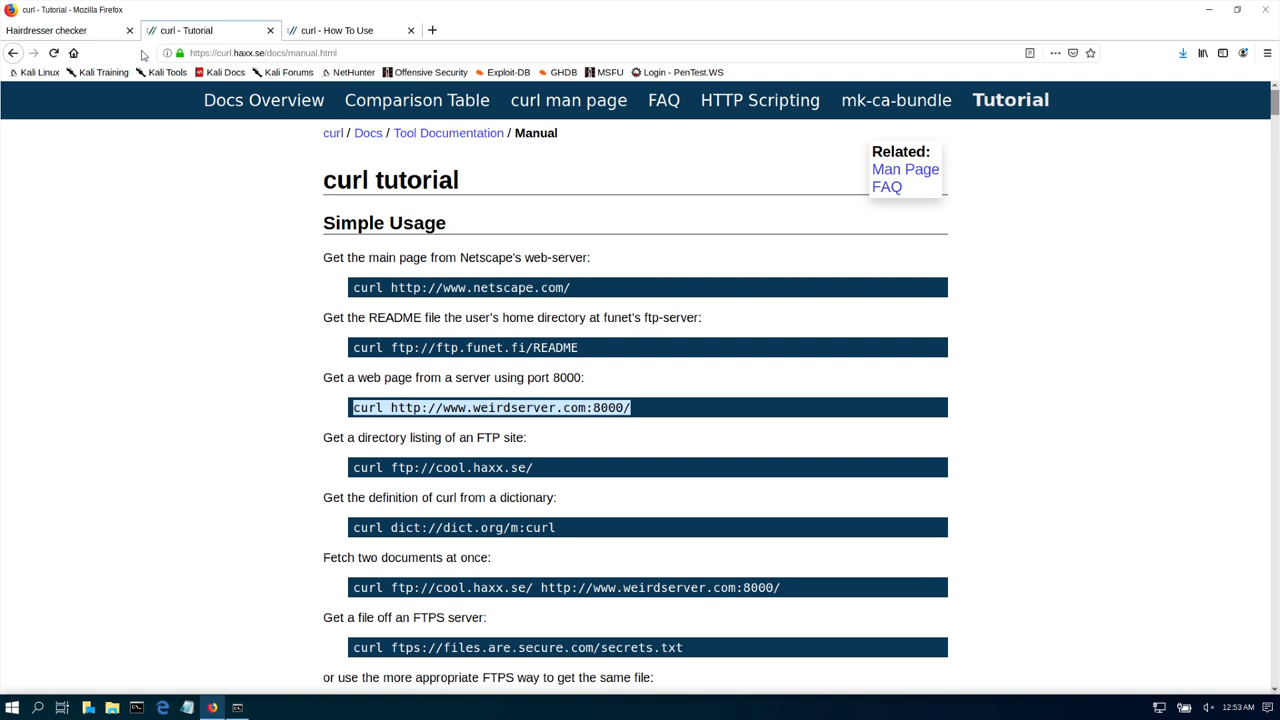 curl - Tutorial - Mozilla Firefox
Hairdresser checker
curl - Tutorial
curl - How To Use
https://curl.haxx.se/docs/manual.html
Kali Linux Kali Training Kali Tools Kali Docs Kali Forums NetHunter Offensive Security Exploit-DB GHDB MSFU Login - PenTest.WS
Docs Overview Comparison Table curl man page FAQ HTTP Scripting mk-ca-bundle Tutorial
curl / Docs / Tool Documentation / Manual
Related:
Man Page
FAQ
curl tutorial
Simple Usage
Get the main page from Netscape's web-server:
curl http://www.netscape.com/
Get the README file the user's home directory at funet's ftp-server:
curl ftp://ftp.funet.fi/README
Get a web page from a server using port 8000:
curl http://www.weirdserver.com:8000/
Get a directory listing of an FTP site:
curl ftp://cool.haxx.se/
Get the definition of curl from a dictionary:
curl dict://dict.org/m:curl
Fetch two documents at once:
curl ftp://cool.haxx.se/ http://www.weirdserver.com:8000/
Get a file off an FTPS server:
curl ftps://files.are.secure.com/secrets.txt
or use the more appropriate FTPS way to get the same file:
12:53 AM